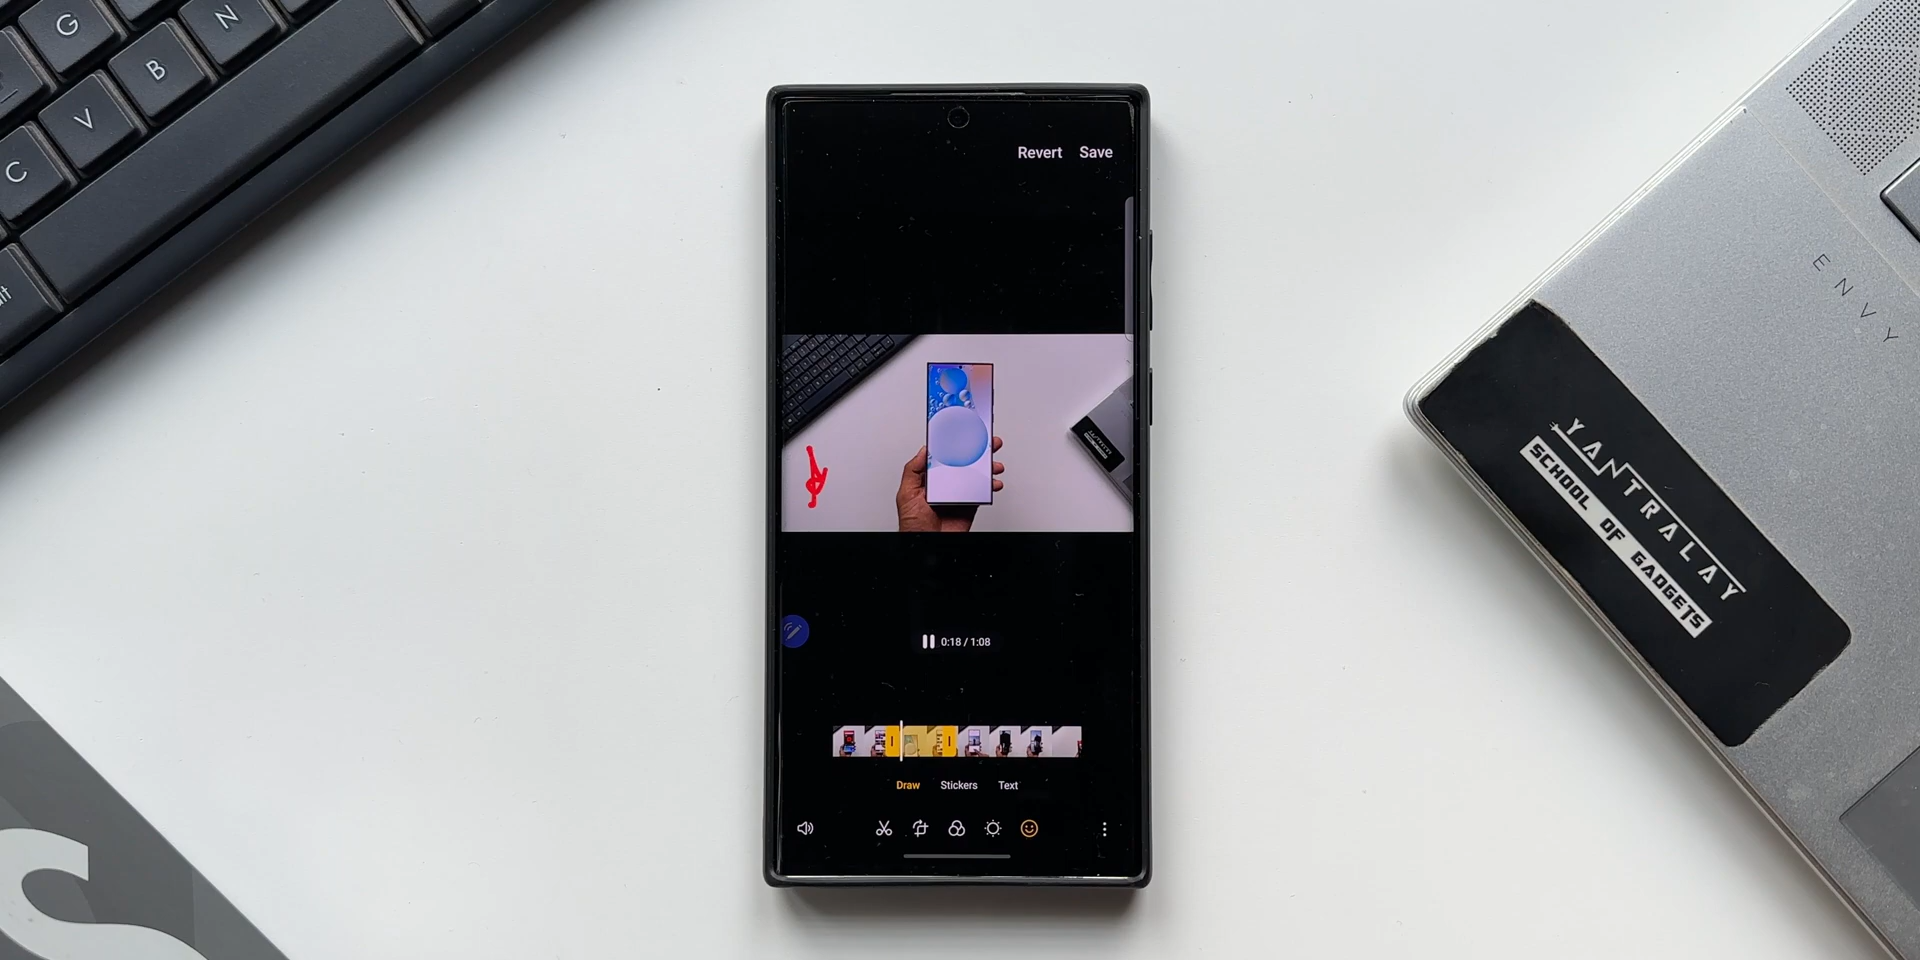 G
N
B
V
C
Revert Save
ENVY
YANTRALAY
SCHOOL OF GADGETS
0:18 / 1:08
Draw Stickers Text
S